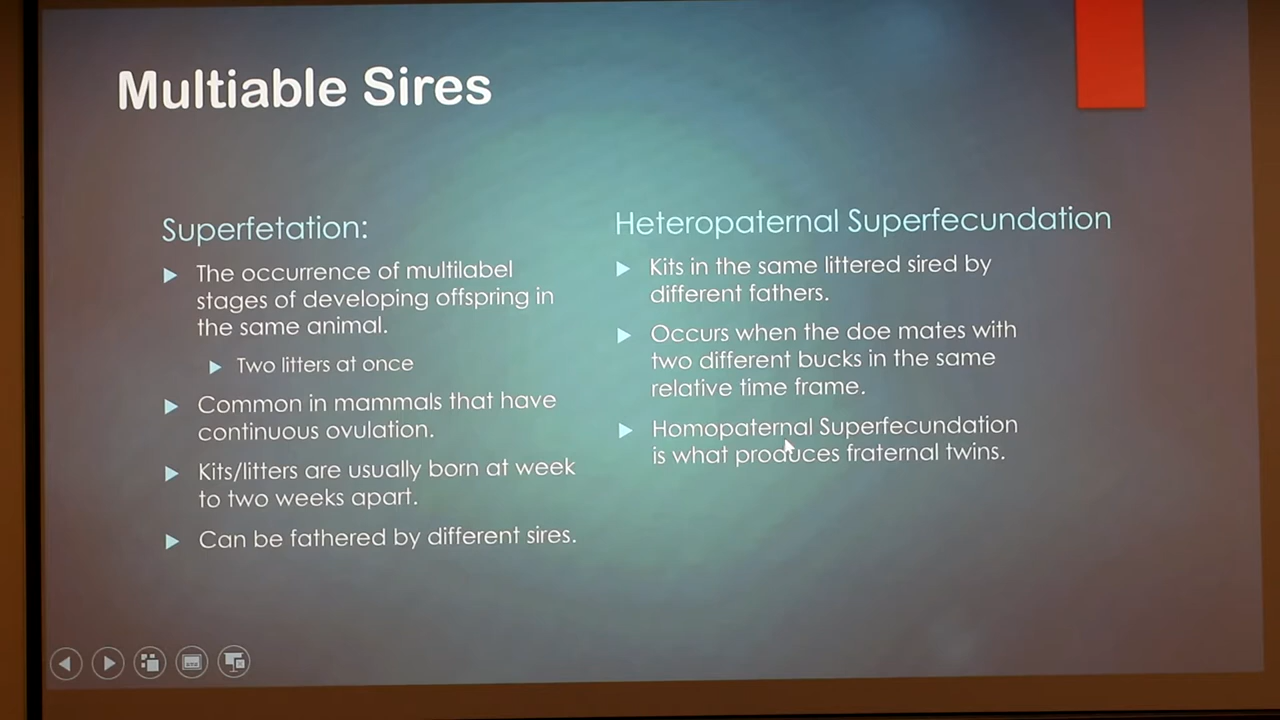 Multiable Sires
Superfetation:
The occurrence of multilabel
stages of developing offspring in
the same animal.
Two litters at once
Common in mammals that have
continuous ovulation.
Kits/litters are usually born at week
to two weeks apart.
Can be fathered by different sires.
Heteropaternal Superfecundation
Kits in the same littered sired by
different fathers.
Occurs when the doe mates with
two different bucks in the same
relative time frame.
Homopaternal Superfecundation
is what produces fraternal twins.